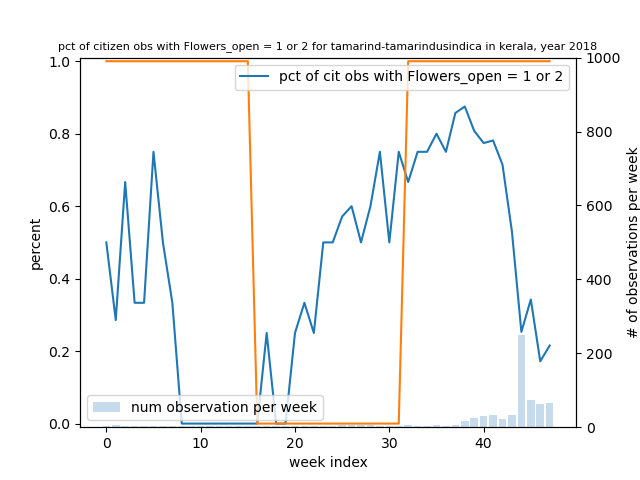 pct of citizen obs with Flowers_open = 1 or 2 for tamarind-tamarindusindica in kerala, year 2018
pct of cit obs with Flowers_open = 1 or 2
1.0
0.8
0.6
0.4
0.2
0.0
percent
1000
800
600
400
200
0
# of observations per week
num observation per week
0 10 20 30 40
week index